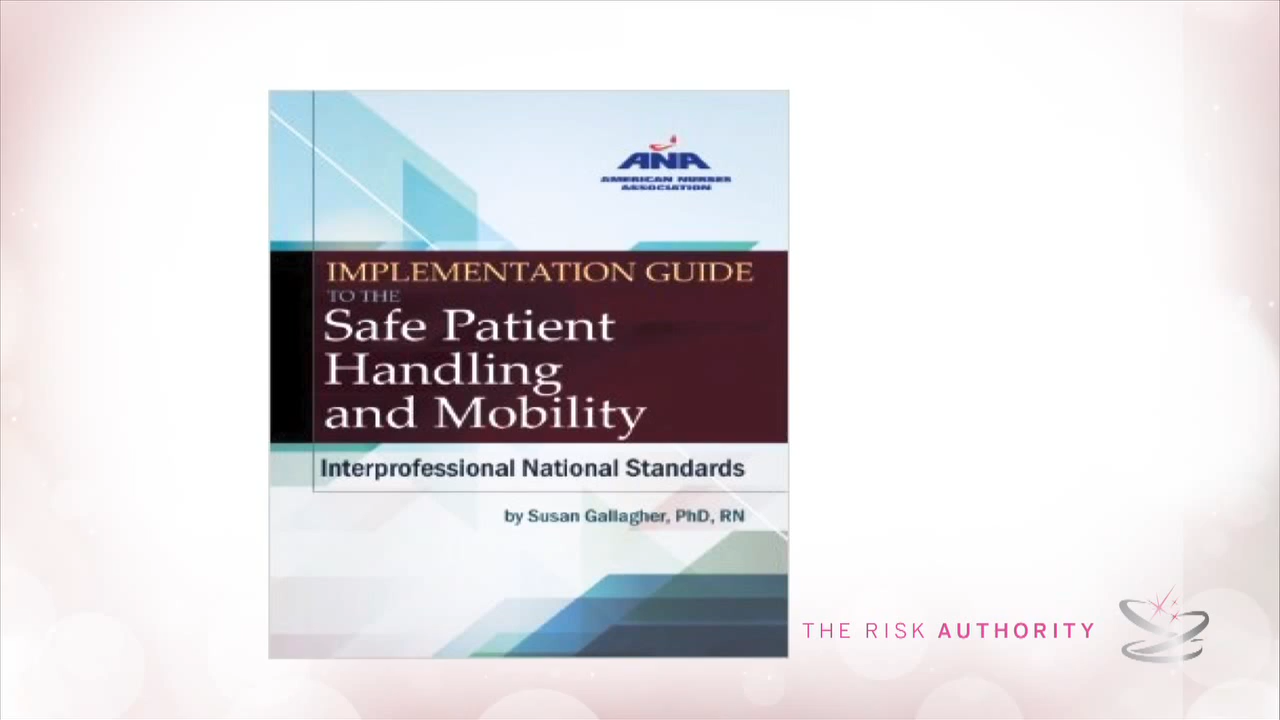 ANA
AMERICAN NURSES
ASSOCIATION
IMPLEMENTATION GUIDE
TO THE
Safe Patient
Handling
and Mobility
Interprofessional National Standards
by Susan Gallagher, PhD, RN
THE RISK AUTHORITY